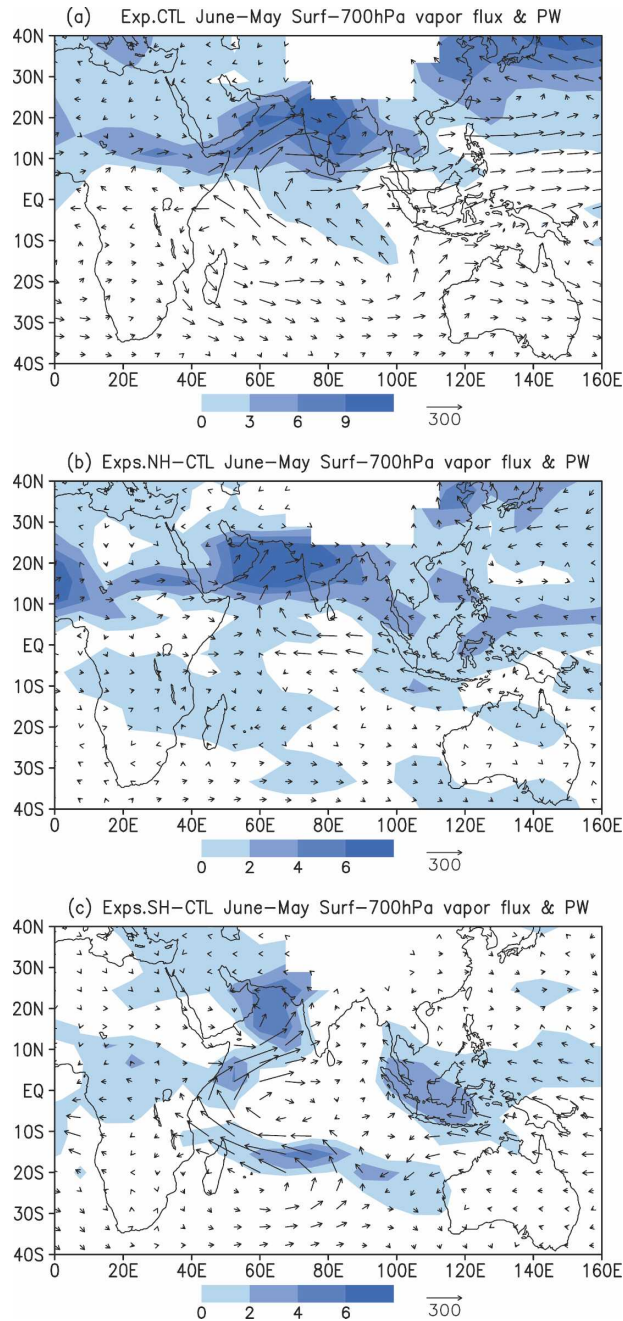 (a) Exp.CTL June–May Surf–700hPa vapor flux & PW
40N
30N
20N
10N
EQ
10S
20S
30S
40S
0 20E 40E 60E 80E 100E 120E 140E 160E
0 3 6 9 300
(b) Exps.NH–CTL June–May Surf–700hPa vapor flux & PW
40N
30N
20N
10N
EQ
10S
20S
30S
40S
0 20E 40E 60E 80E 100E 120E 140E 160E
0 2 4 6 300
(c) Exps.SH–CTL June–May Surf–700hPa vapor flux & PW
40N
30N
20N
10N
EQ
10S
20S
30S
40S
0 20E 40E 60E 80E 100E 120E 140E 160E
0 2 4 6 300